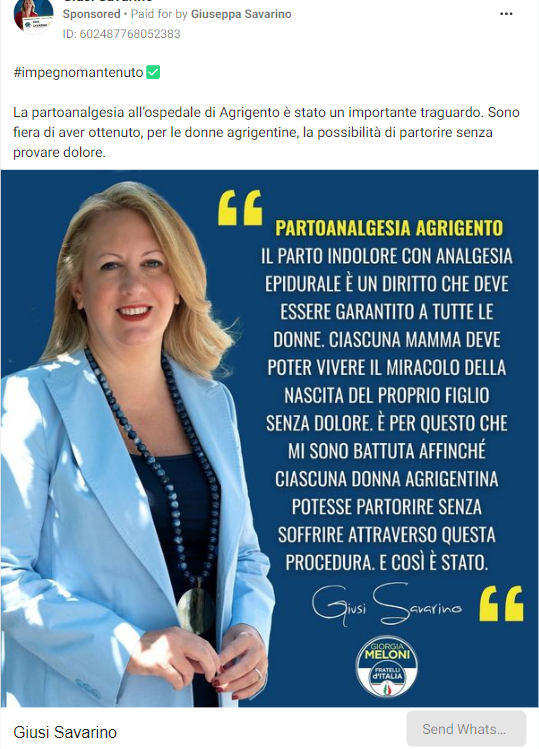 Giusi Savarino
Sponsored • Paid for by Giuseppa Savarino
ID: 602487768052383
#impegnomantenuto✅
La partoanalgesia all'ospedale di Agrigento è stato un importante traguardo. Sono
fiera di aver ottenuto, per le donne agrigentine, la possibilità di partorire senza
provare dolore.
PARTOANALGESIA AGRIGENTO
IL PARTO INDOLORE CON ANALGESIA
EPIDURALE È UN DIRITTO CHE DEVE
ESSERE GARANTITO A TUTTE LE
DONNE. CIASCUNA MAMMA DEVE
POTER VIVERE IL MIRACOLO DELLA
NASCITA DEL PROPRIO FIGLIO
SENZA DOLORE. È PER QUESTO CHE
MI SONO BATTUTA AFFINCHÉ
CIASCUNA DONNA AGRIGENTINA
POTESSE PARTORIRE SENZA
SOFFRIRE ATTRAVERSO QUESTA
PROCEDURA. E COSÌ È STATO.
Giusi Savarino
GIORGIA
MELONI
FRATELLI
d'ITALIA
Giusi Savarino
Send Whats...